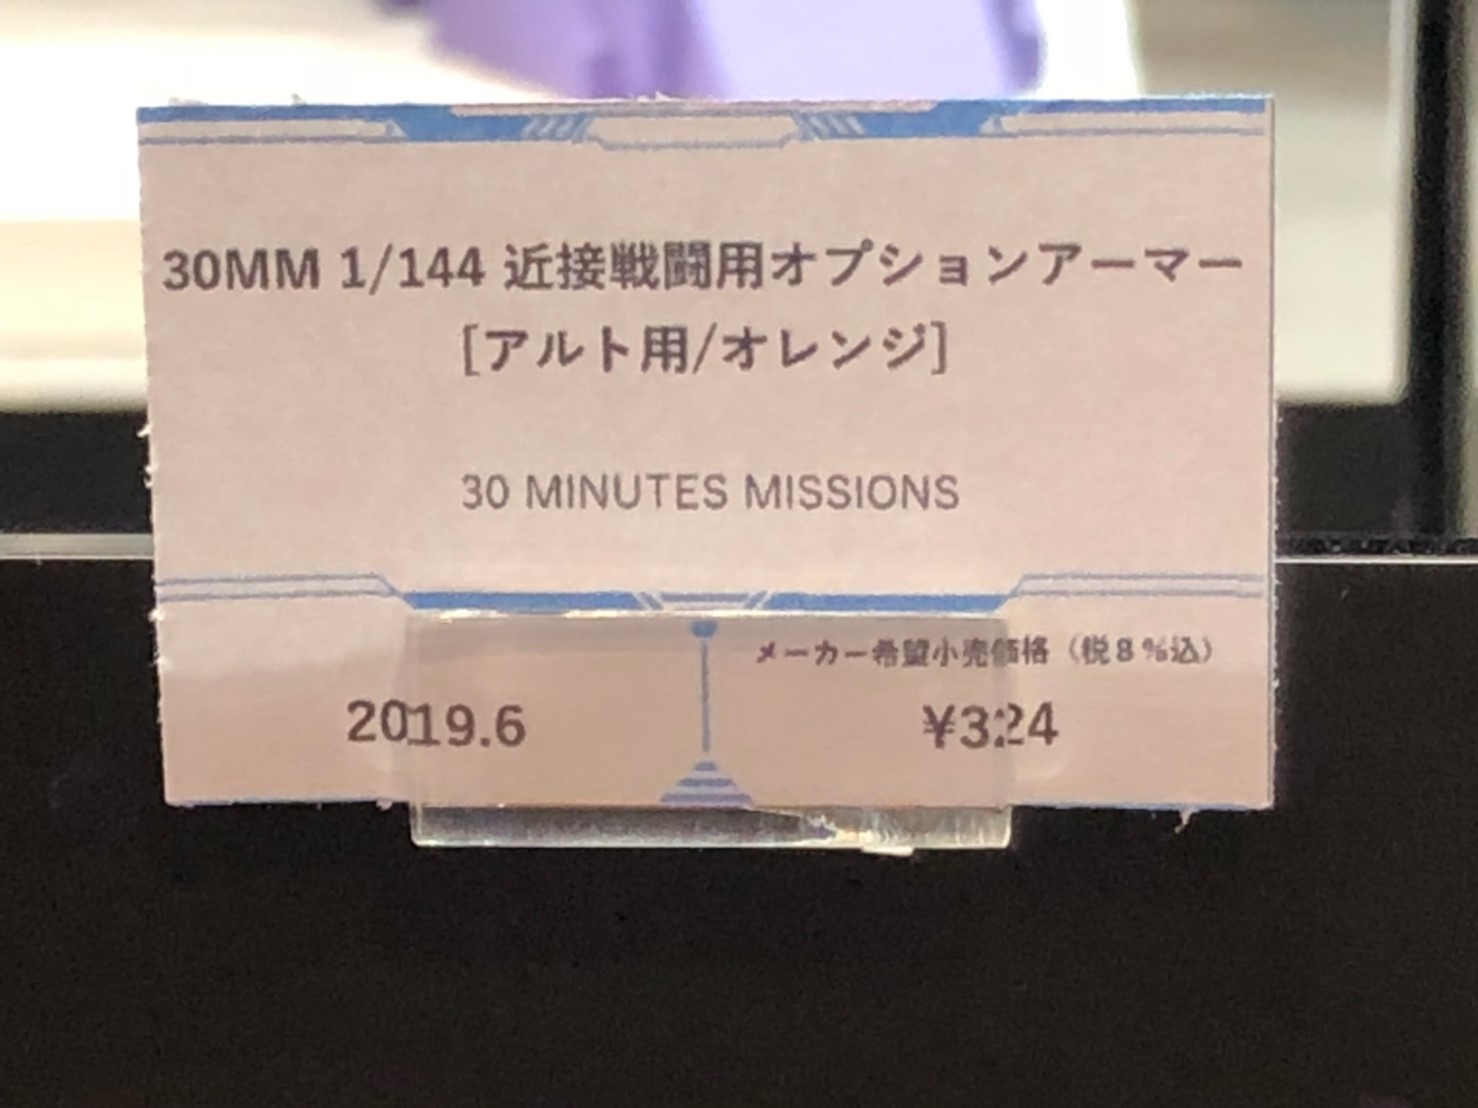 30MM 1/144 近接戦闘用オプションアーマー
[アルト用/オレンジ]
30 MINUTES MISSIONS
メーカー希望小売価格（税８％込）
2019.6
¥324